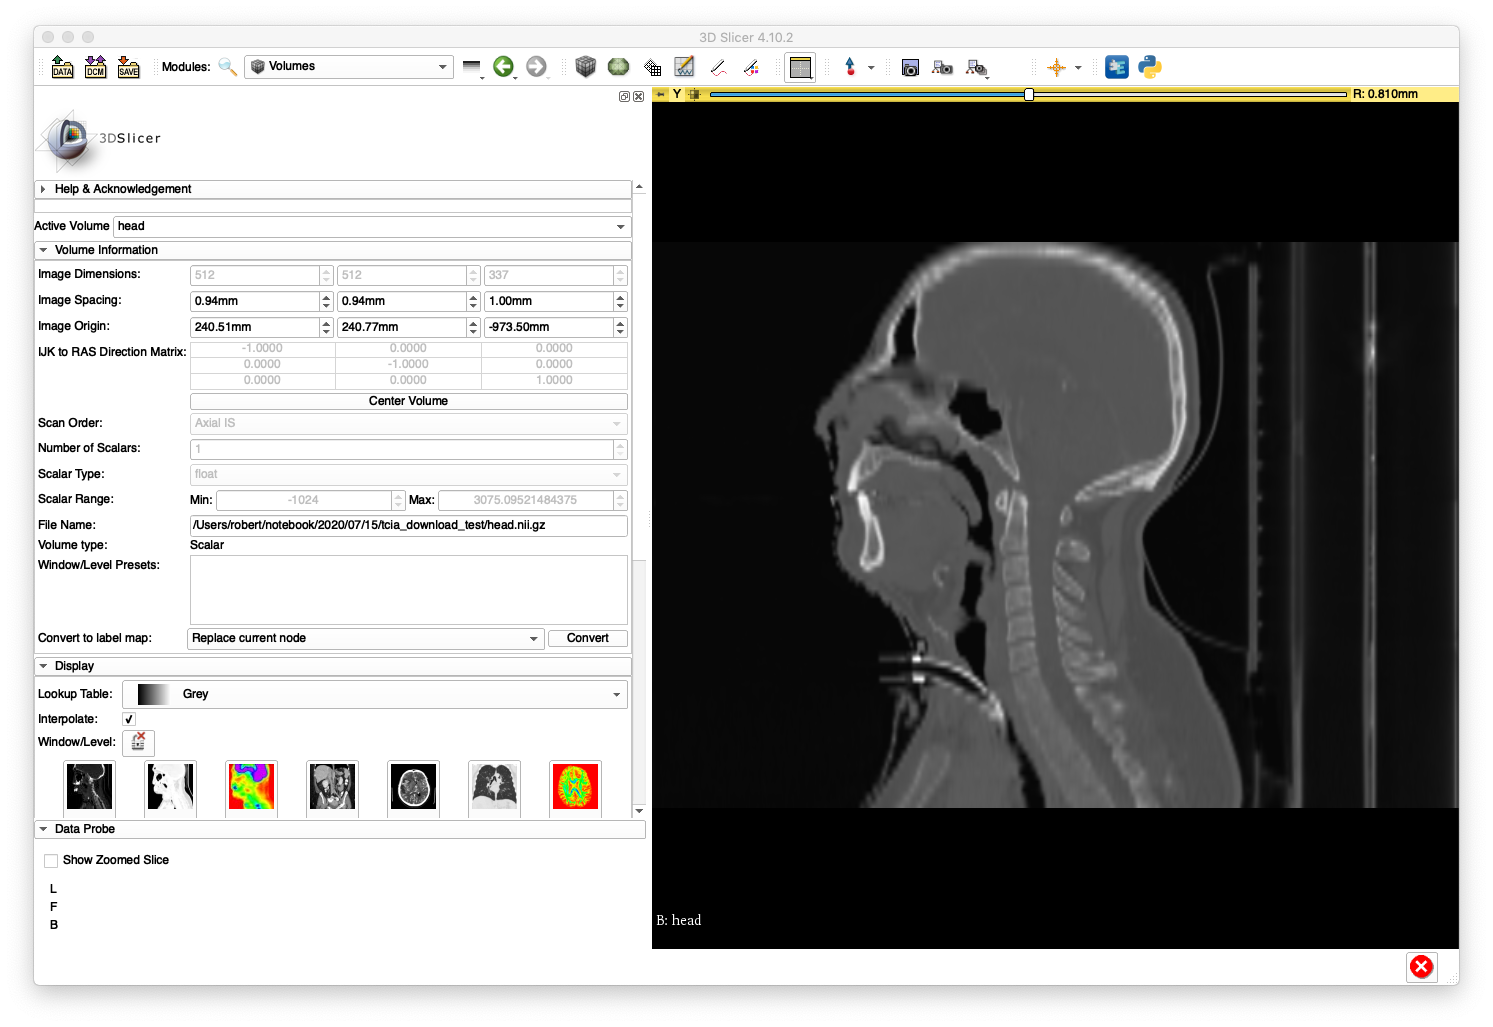 3D Slicer 4.10.2
DATA DCM SAVE Modules: Volumes
Y R: 0.810mm
3DSlicer
Help & Acknowledgement
Active Volume head
Volume Information
Image Dimensions: 512 512 337
Image Spacing: 0.94mm 0.94mm 1.00mm
Image Origin: 240.51mm 240.77mm -973.50mm
IJK to RAS Direction Matrix: -1.0000 0.0000 0.0000
0.0000 -1.0000 0.0000
0.0000 0.0000 1.0000
Center Volume
Scan Order: Axial IS
Number of Scalars: 1
Scalar Type: float
Scalar Range: Min: -1024 Max: 3075.09521484375
File Name: /Users/robert/notebook/2020/07/15/tcia_download_test/head.nii.gz
Volume type: Scalar
Window/Level Presets:
Convert to label map: Replace current node Convert
Display
Lookup Table: Grey
Interpolate:
Window/Level:
Data Probe
Show Zoomed Slice
L
F
B
B: head